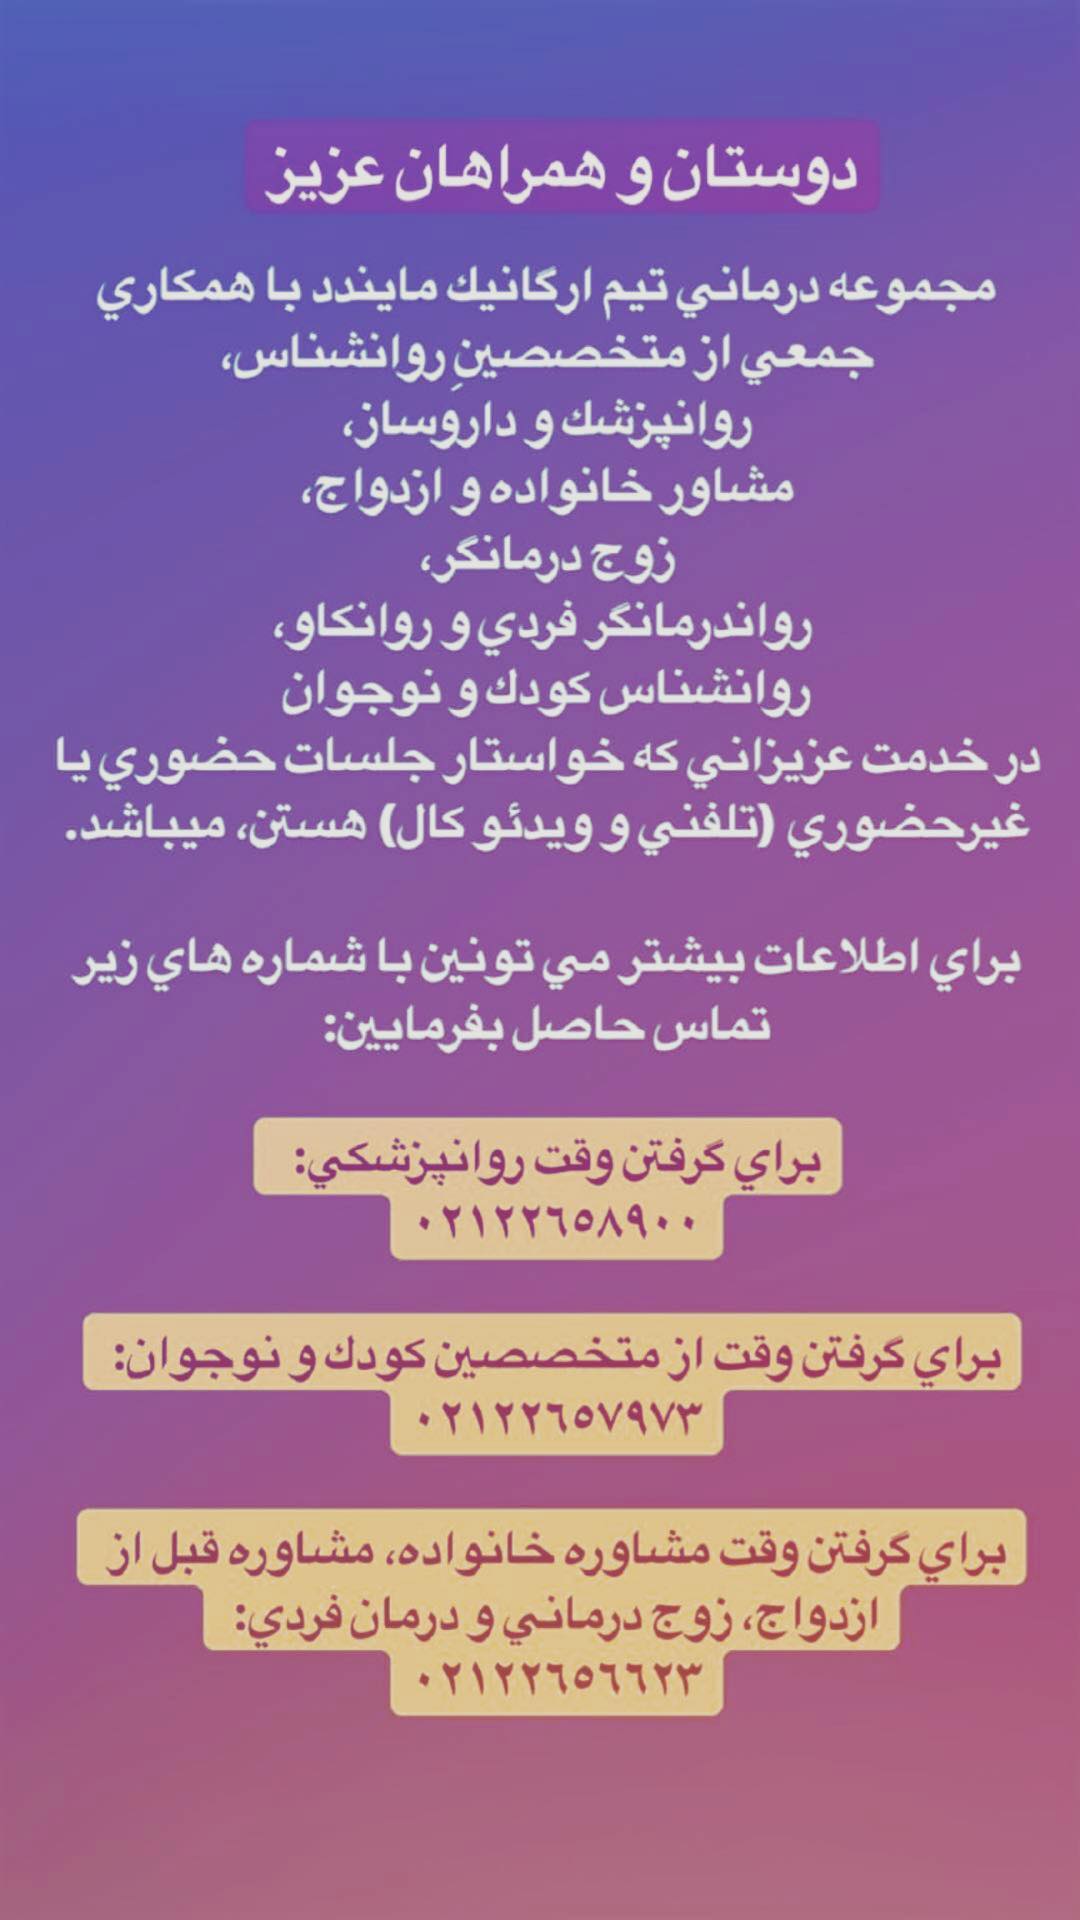 دوستان و همراهان عزیز
مجموعه درماني تيم ارگانيك مايندد با همكاري
جمعي از متخصصينِ روانشناس،
روانپزشك و داروساز،
مشاور خانواده و ازدواج،
زوج درمانگر،
رواندرمانگر فردي و روانكاو،
روانشناس كودك و نوجوان
در خدمت عزيزاني كه خواستار جلسات حضوري يا
غيرحضوري (تلفني و ويدئو كال) هستن، ميباشد.
براي اطلاعات بيشتر مي تونين با شماره هاي زير
تماس حاصل بفرمايين:
براي گرفتن وقت روانپزشكي:
٠٢١٢٢٦٥٨٩٠٠
براي گرفتن وقت از متخصصين كودك و نوجوان:
٠٢١٢٢٦٥٧٩٧٣
براي گرفتن وقت مشاوره خانواده، مشاوره قبل از
ازدواج، زوج درماني و درمان فردي:
٠٢١٢٢٦٥٦٦٢٣